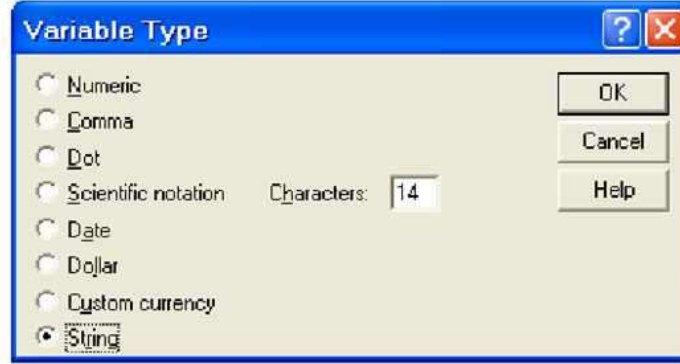 Variable Type
Numeric
Comma
Dot
Scientific notation
Date
Dollar
Custom currency
String
Characters: 14
OK
Cancel
Help